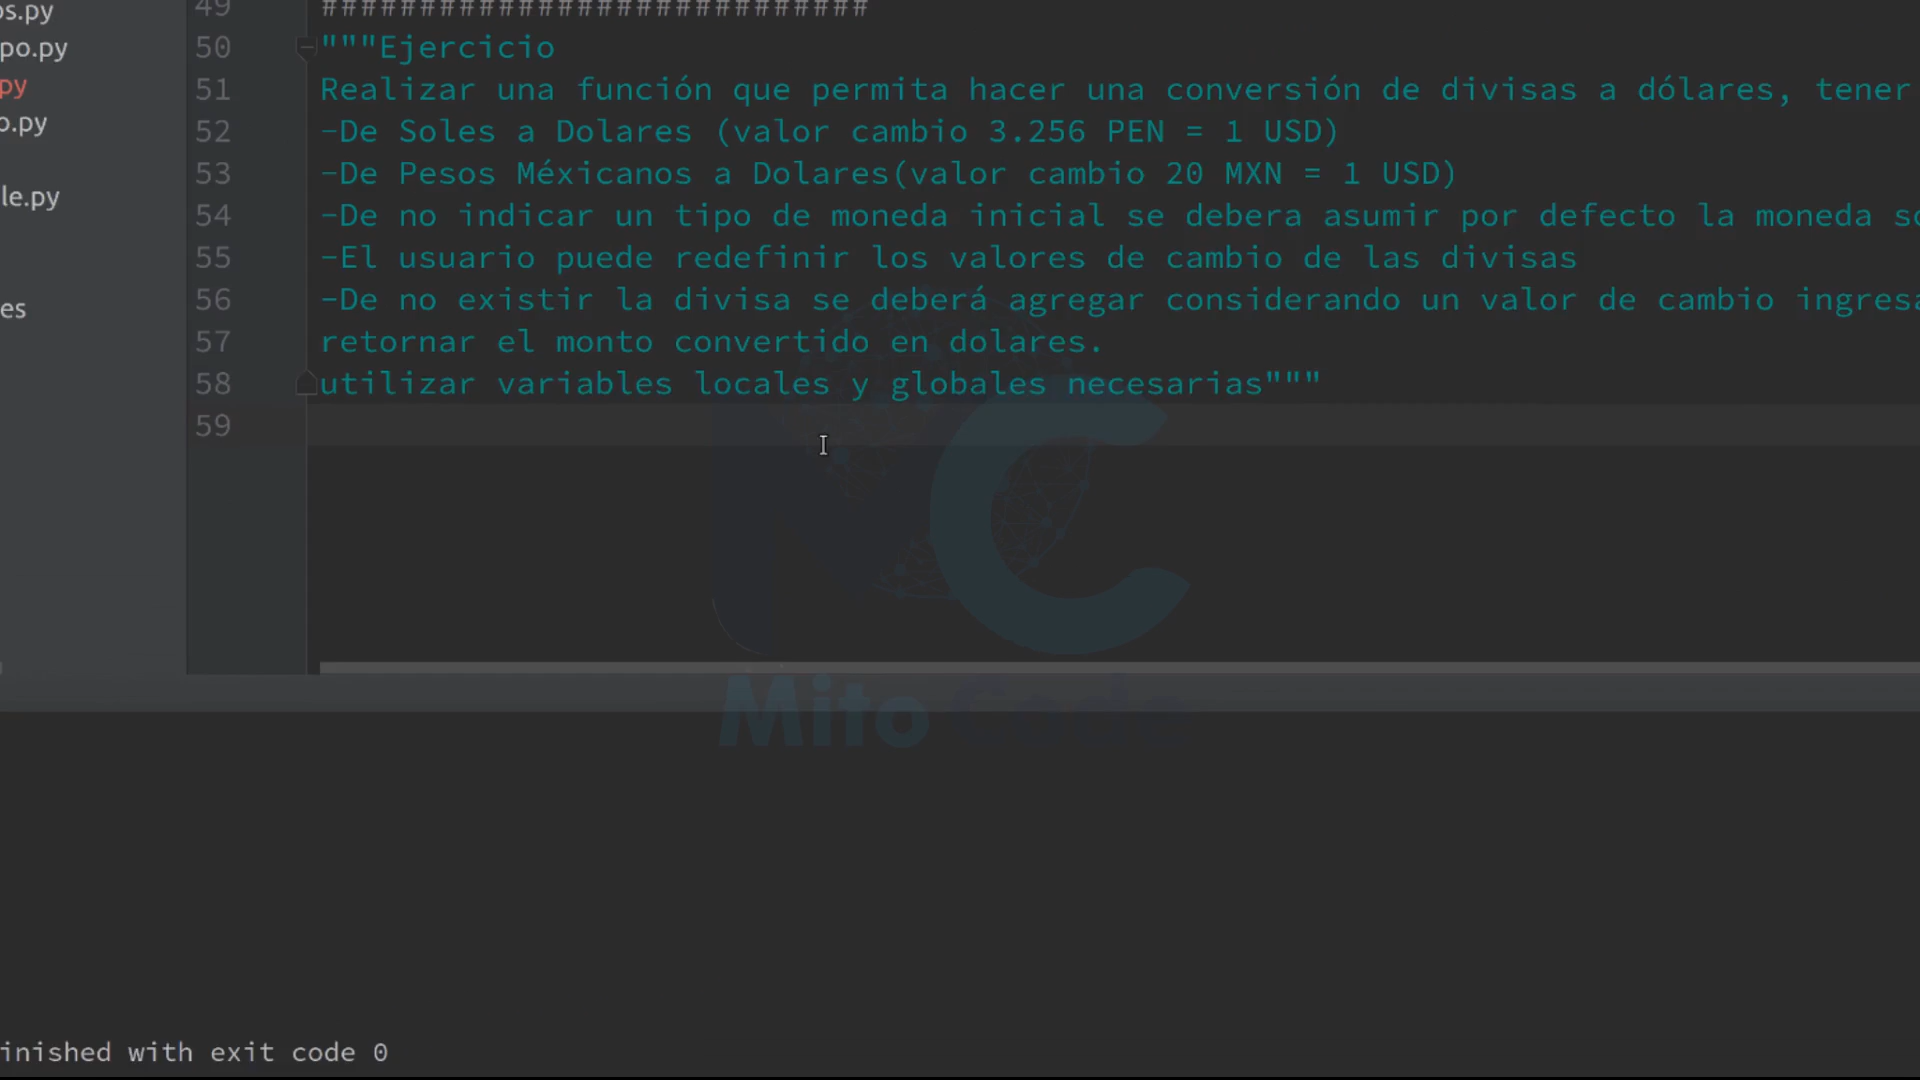 os.py
po.py
py
o.py
le.py
es
49 ############################
50 """Ejercicio
51 Realizar una función que permita hacer una conversión de divisas a dólares, tener
52 -De Soles a Dolares (valor cambio 3.256 PEN = 1 USD)
53 -De Pesos Méxicanos a Dolares(valor cambio 20 MXN = 1 USD)
54 -De no indicar un tipo de moneda inicial se debera asumir por defecto la moneda so
55 -El usuario puede redefinir los valores de cambio de las divisas
56 -De no existir la divisa se deberá agregar considerando un valor de cambio ingresa
57 retornar el monto convertido en dolares.
58 utilizar variables locales y globales necesarias"""
59
C
Mito Code
inished with exit code 0